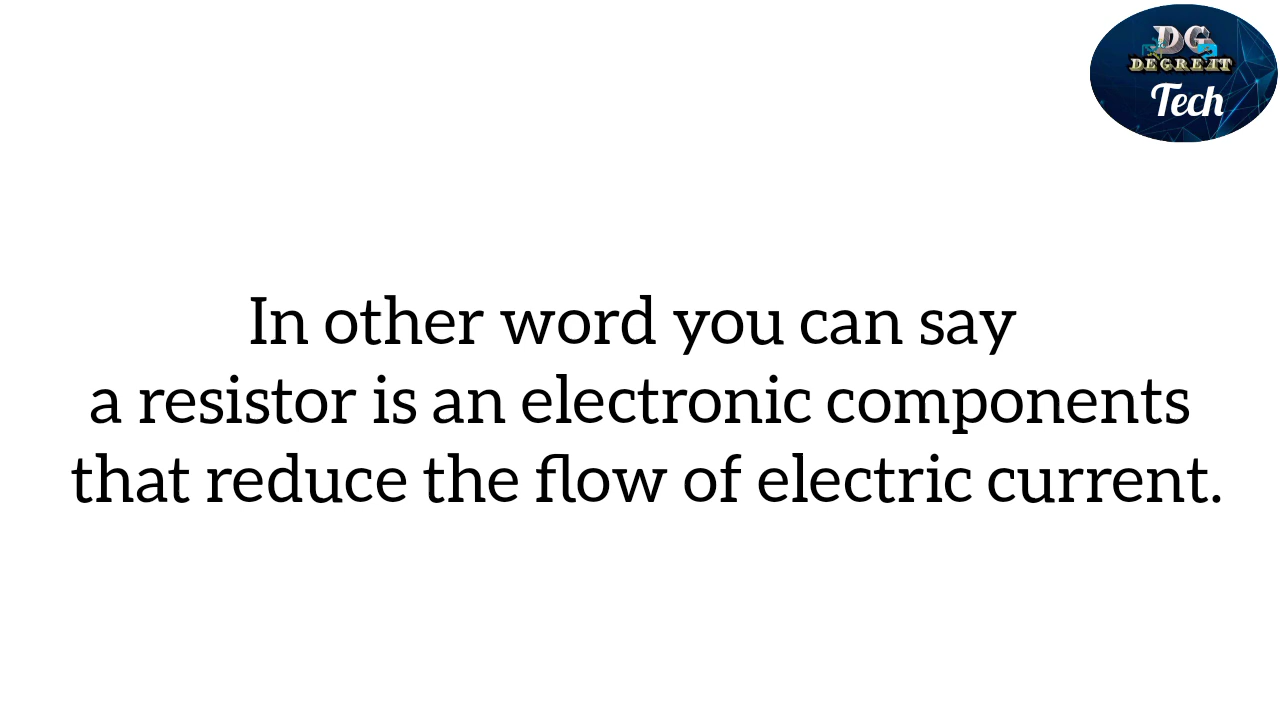 DG
DEGREAT
Tech
In other word you can say
a resistor is an electronic components
that reduce the flow of electric current.